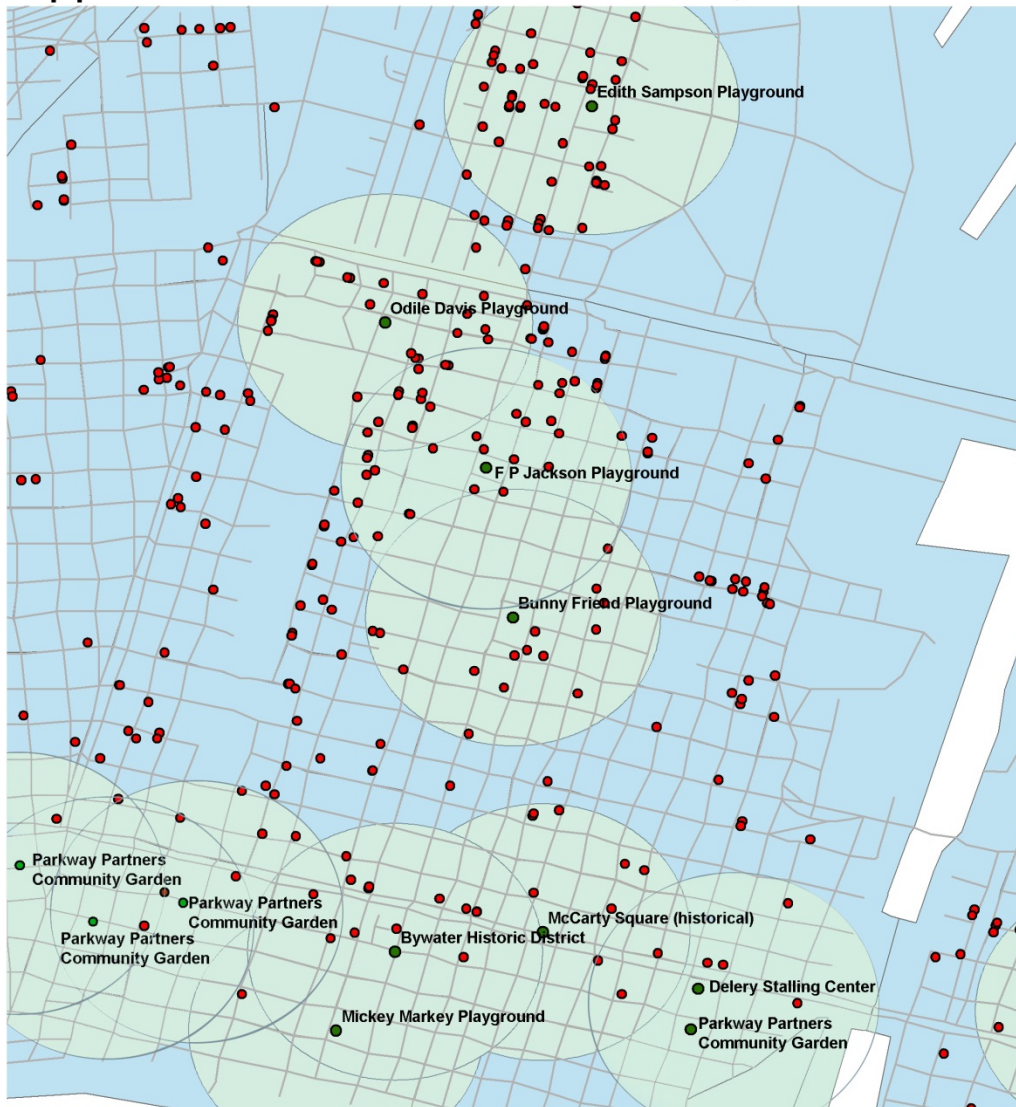 Edith Sampson Playground
Odile Davis Playground
F P Jackson Playground
Bunny Friend Playground
Parkway Partners
Community Garden
Parkway Partners
Community Garden
Parkway Partners
Community Garden
McCarty Square (historical)
Bywater Historic District
Delery Stalling Center
Mickey Markey Playground
Parkway Partners
Community Garden